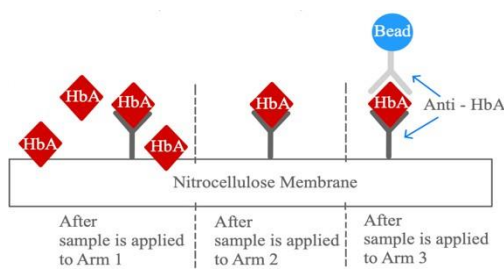 Bead
HbA
HbA
HbA
HbA
Anti - HbA
HbA
HbA
Nitrocellulose Membrane
After
sample is applied
to Arm 1
After
sample is applied
to Arm 2
After
sample is applied
to Arm 3